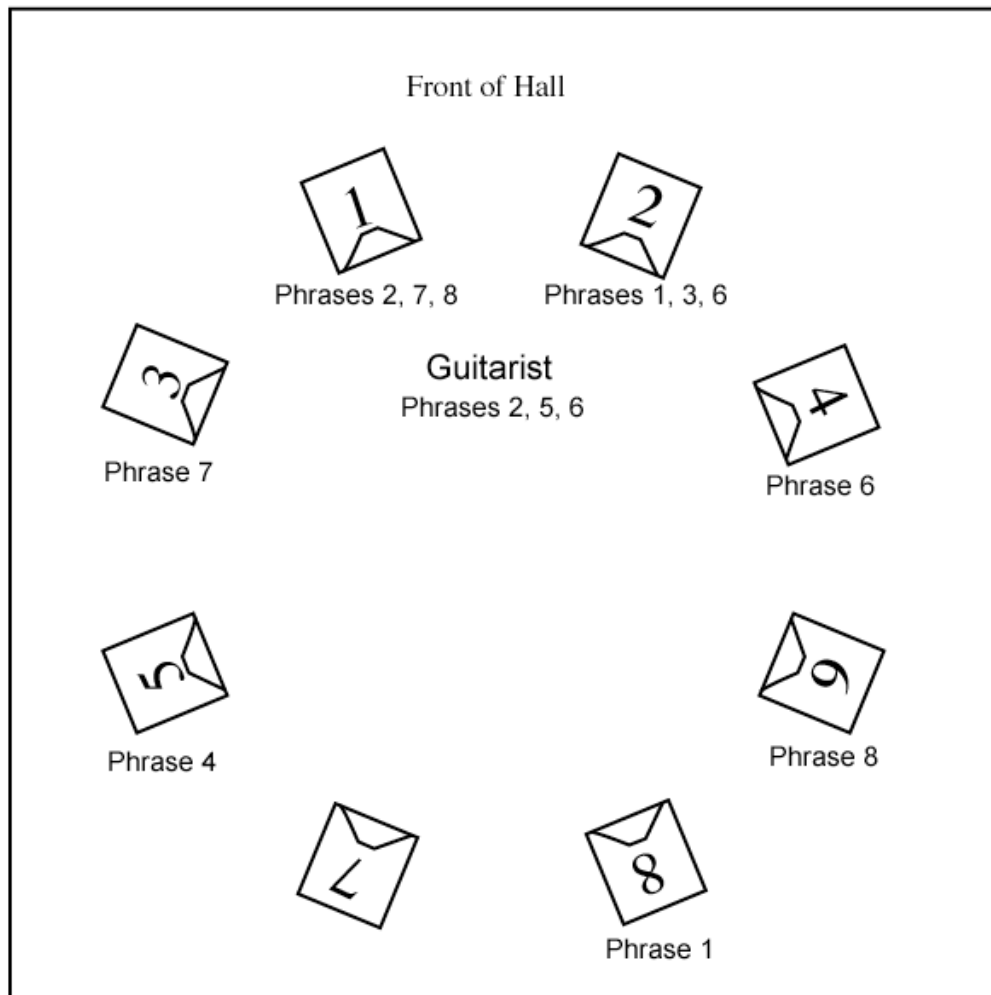 Front of Hall
1
2
Phrases 2, 7, 8
Phrases 1, 3, 6
Guitarist
Phrases 2, 5, 6
3
4
Phrase 7
Phrase 6
5
6
Phrase 4
Phrase 8
7
8
Phrase 1